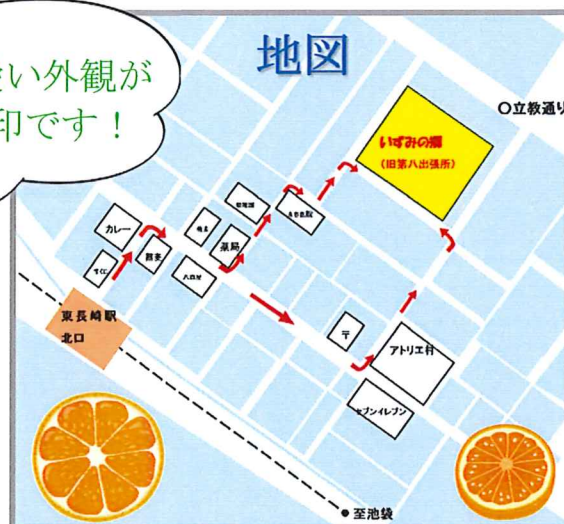 い外観が
印です！
地図
○立教通り
いずみの郷
(旧第八出張所)
カレー
薬局
東長崎駅
北口
〒
アトリエ村
セブンイレブン
至池袋